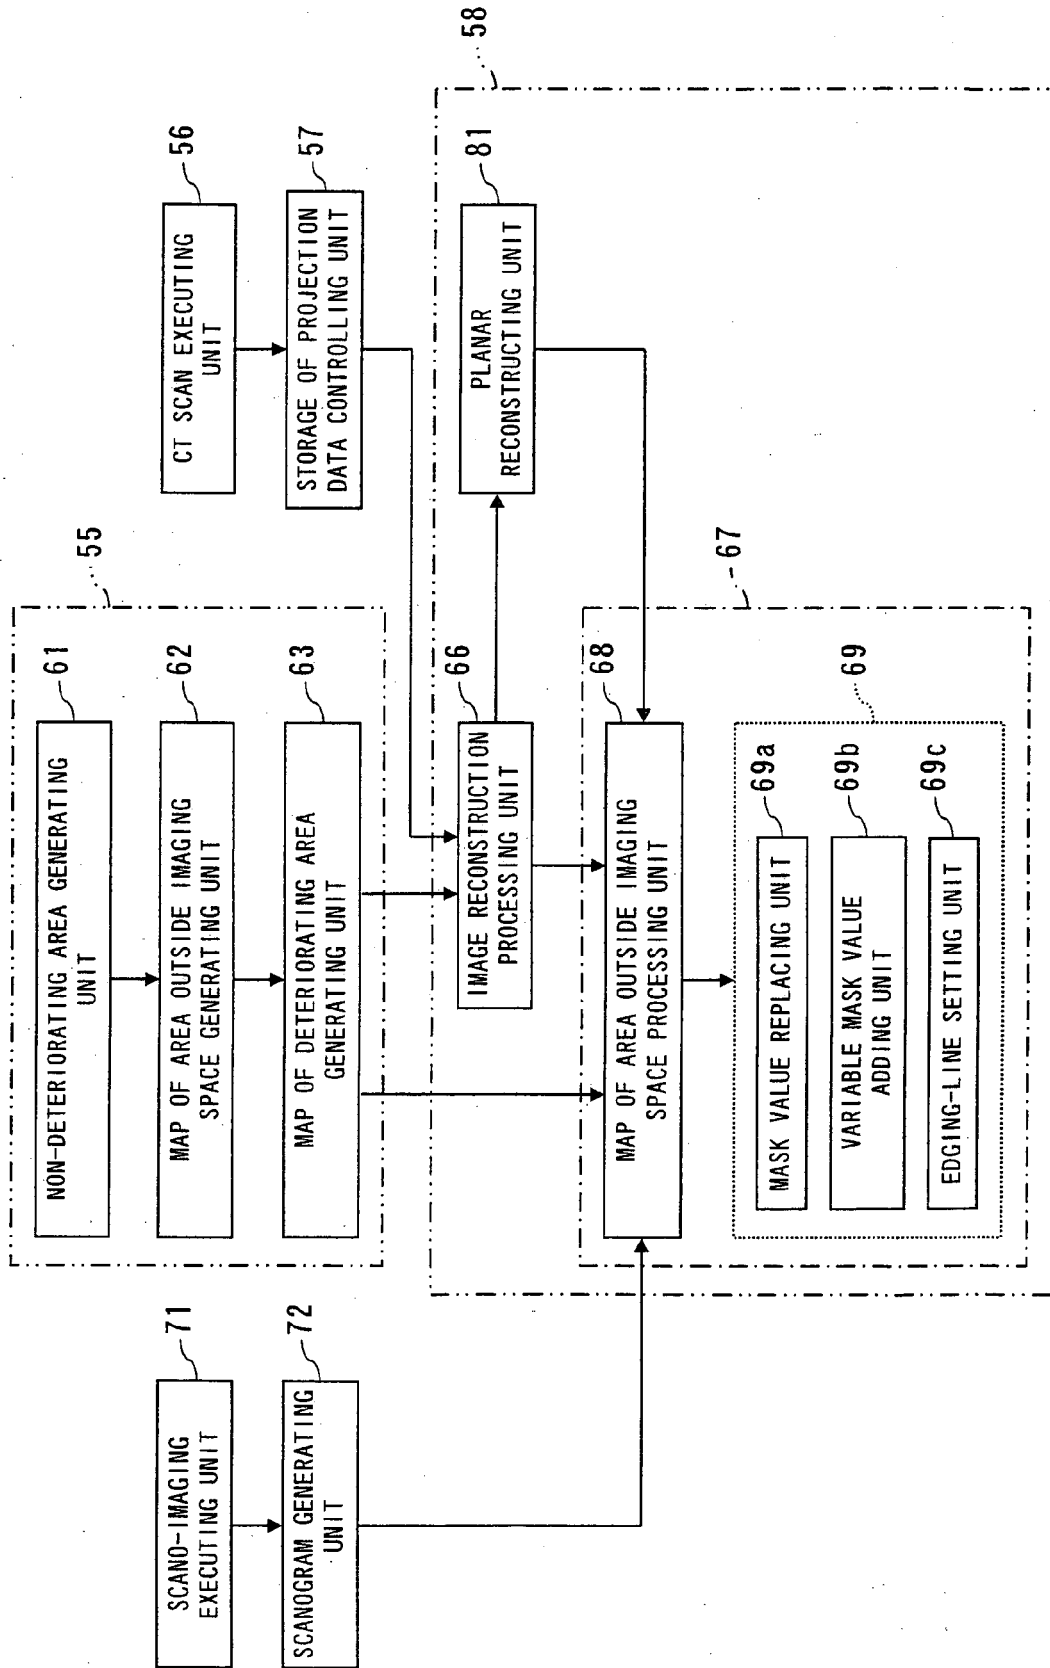 71
SCANO-IMAGING
EXECUTING UNIT
72
SCANOGRAM GENERATING
UNIT
55
61
NON-DETERIORATING AREA GENERATING
UNIT
62
MAP OF AREA OUTSIDE IMAGING
SPACE GENERATING UNIT
63
MAP OF DETERIORATING AREA
GENERATING UNIT
56
CT SCAN EXECUTING
UNIT
57
STORAGE OF PROJECTION
DATA CONTROLLING UNIT
58
66
IMAGE RECONSTRUCTION
PROCESSING UNIT
81
PLANAR
RECONSTRUCTING UNIT
67
68
MAP OF AREA OUTSIDE IMAGING
SPACE PROCESSING UNIT
69
69a
MASK VALUE REPLACING UNIT
69b
VARIABLE MASK VALUE
ADDING UNIT
69c
EDGING-LINE SETTING UNIT